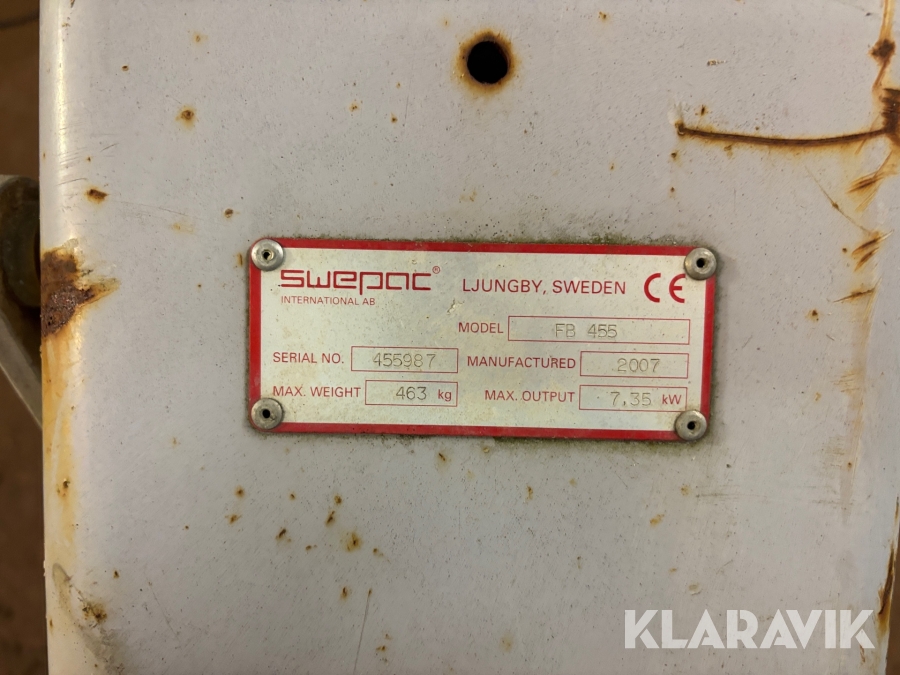 swepac® LJUNGBY, SWEDEN CE
INTERNATIONAL AB
MODEL FB 455
SERIAL NO. 455987 MANUFACTURED 2007
MAX. WEIGHT 463 kg MAX. OUTPUT 7,35 kW
KLARAVIK